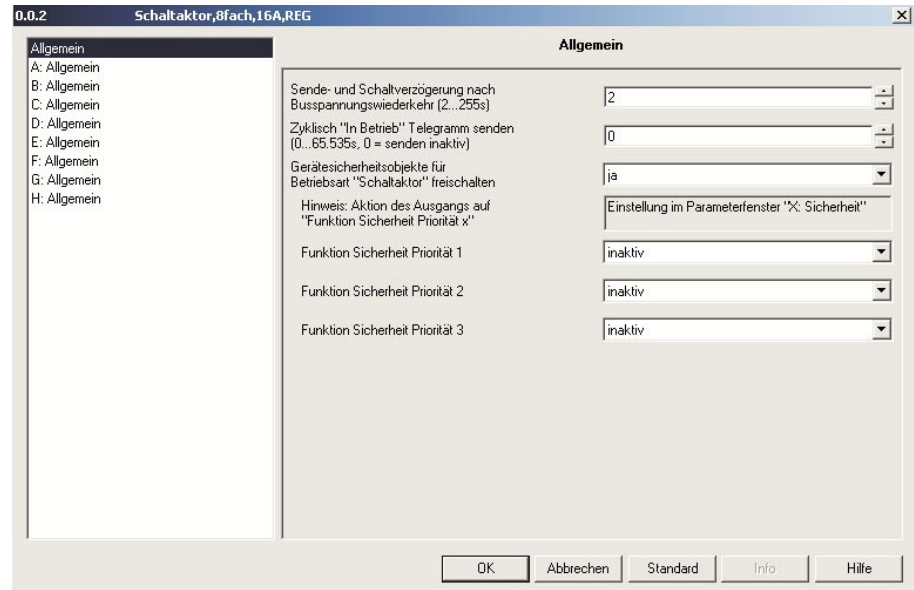 0.0.2 Schaltaktor,8fach,16A,REG
Allgemein
A: Allgemein
B: Allgemein
C: Allgemein
D: Allgemein
E: Allgemein
F: Allgemein
G: Allgemein
H: Allgemein
Allgemein
Sende- und Schaltverzögerung nach
Busspannungswiederkehr (2...255s)
2
Zyklisch "In Betrieb" Telegramm senden
(0...65.535s, 0 = senden inaktiv)
0
Gerätesicherheitsobjekte für
Betriebsart "Schaltaktor" freischalten
ja
Hinweis: Aktion des Ausgangs auf
"Funktion Sicherheit Priorität x"
Einstellung im Parameterfenster "X: Sicherheit"
Funktion Sicherheit Priorität 1
inaktiv
Funktion Sicherheit Priorität 2
inaktiv
Funktion Sicherheit Priorität 3
inaktiv
OK
Abbrechen
Standard
Info
Hilfe